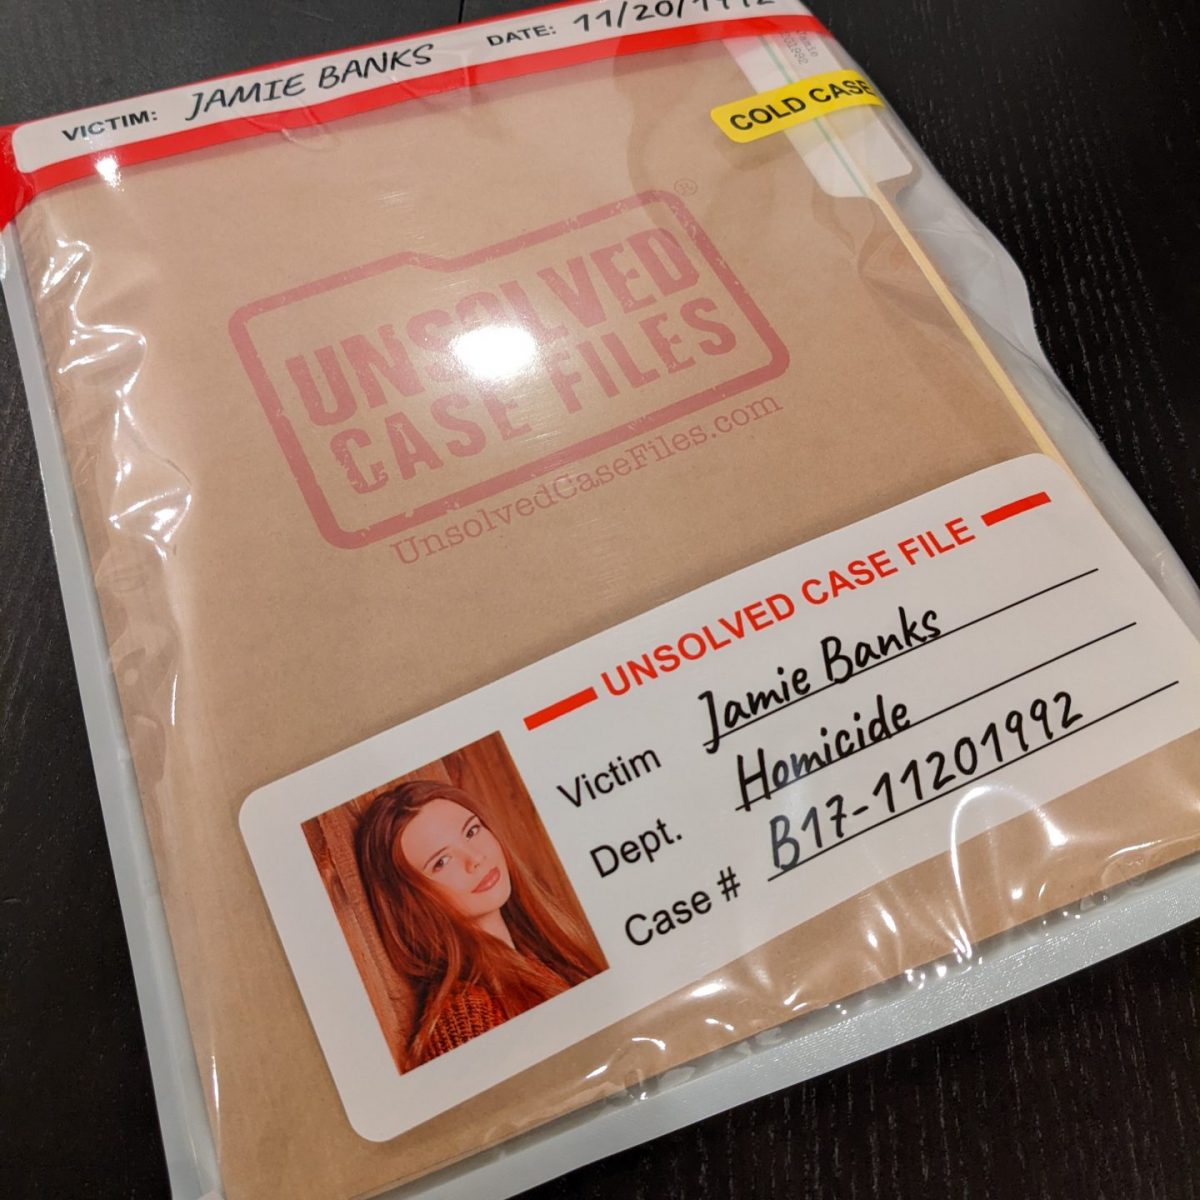 VICTIM: JAMIE BANKS DATE: 11/20/1992
COLD CASE
UNSOLVED
CASE FILES®
UnsolvedCaseFiles.com
UNSOLVED CASE FILE
Victim Jamie Banks
Dept. Homicide
Case # B17-11201992